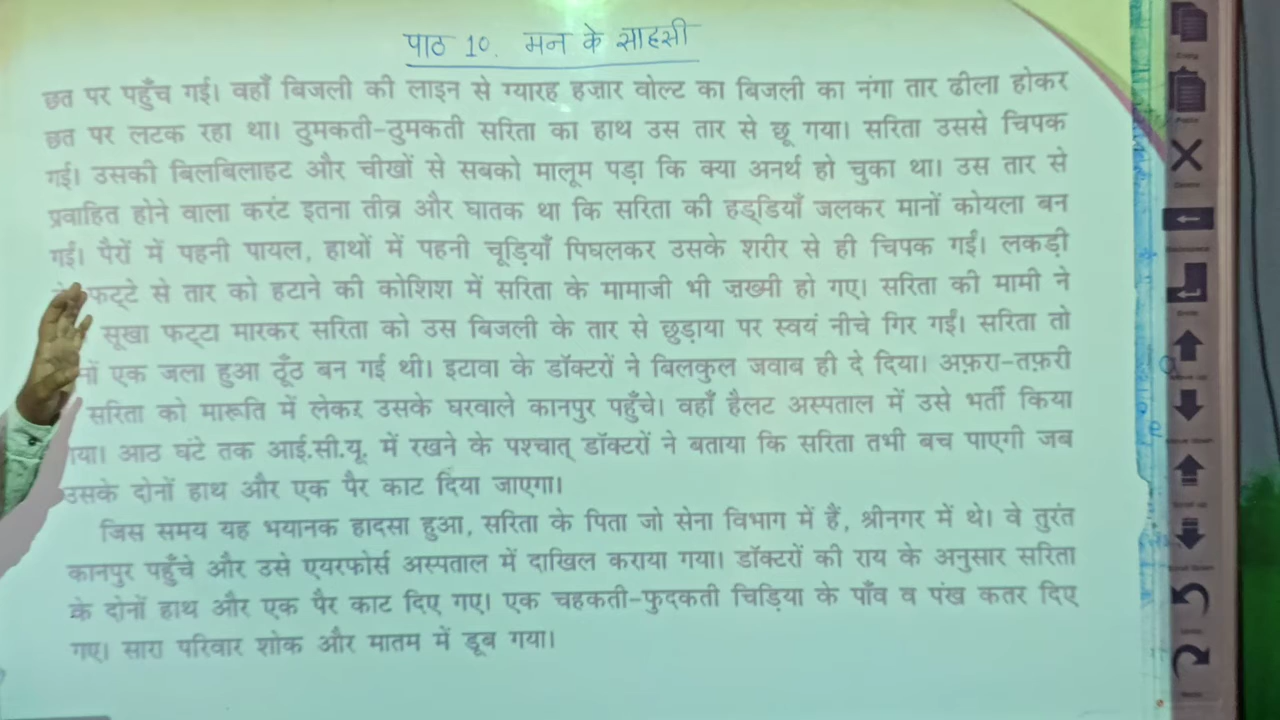 पाठ 10. मन के साहसी
छत पर पहुँच गई। वहाँ बिजली की लाइन से ग्यारह हज़ार वोल्ट का बिजली का नंगा तार ढीला होकर
छत पर लटक रहा था। ठुमकती-ठुमकती सरिता का हाथ उस तार से छू गया। सरिता उससे चिपक
गई। उसकी बिलबिलाहट और चीखों से सबको मालूम पड़ा कि क्या अनर्थ हो चुका था। उस तार से
प्रवाहित होने वाला करंट इतना तीव्र और घातक था कि सरिता की हड्डियाँ जलकर मानों कोयला बन
गईं। पैरों में पहनी पायल, हाथों में पहनी चूड़ियाँ पिघलकर उसके शरीर से ही चिपक गईं। लकड़ी
फट्टे से तार को हटाने की कोशिश में सरिता के मामाजी भी ज़ख्मी हो गए। सरिता की मामी ने
सूखा फट्टा मारकर सरिता को उस बिजली के तार से छुड़ाया पर स्वयं नीचे गिर गईं। सरिता तो
एक जला हुआ ठूँठ बन गई थी। इटावा के डॉक्टरों ने बिलकुल जवाब ही दे दिया। अफ़रा-तफ़री
सरिता को मारूति में लेकर उसके घरवाले कानपुर पहुँचे। वहाँ हैलट अस्पताल में उसे भर्ती किया
गया। आठ घंटे तक आई.सी.यू. में रखने के पश्चात् डॉक्टरों ने बताया कि सरिता तभी बच पाएगी जब
उसके दोनों हाथ और एक पैर काट दिया जाएगा।
जिस समय यह भयानक हादसा हुआ, सरिता के पिता जो सेना विभाग में हैं, श्रीनगर में थे। वे तुरंत
कानपुर पहुँचे और उसे एयरफोर्स अस्पताल में दाखिल कराया गया। डॉक्टरों की राय के अनुसार सरिता
के दोनों हाथ और एक पैर काट दिए गए। एक चहकती-फुदकती चिड़िया के पाँव व पंख कतर दिए
गए। सारा परिवार शोक और मातम में डूब गया।